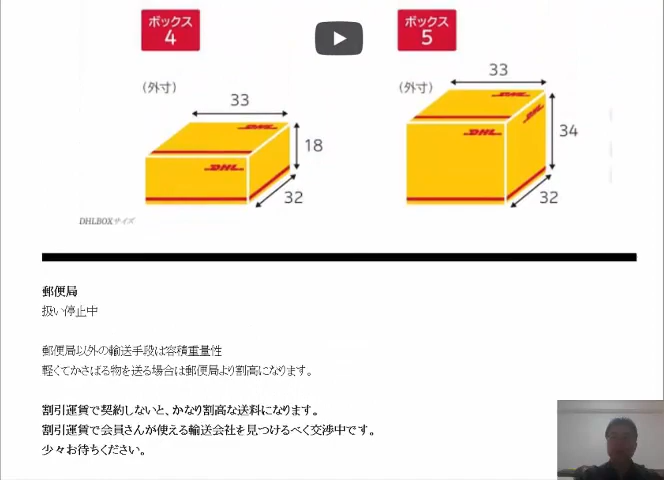 ボックス
4
ボックス
5
(外寸)
33
18
32
DHL
DHL
(外寸)
33
34
32
DHL
DHL
DHL
DHLBOXサイズ
郵便局
扱い停止中
郵便局以外の輸送手段は容積重量性
軽くてかさばる物を送る場合は郵便局より割高になります。
割引運賃で契約しないと、かなり割高な送料になります。
割引運賃で会員さんが使える輸送会社を見つけるべく交渉中です。
少々お待ちください。